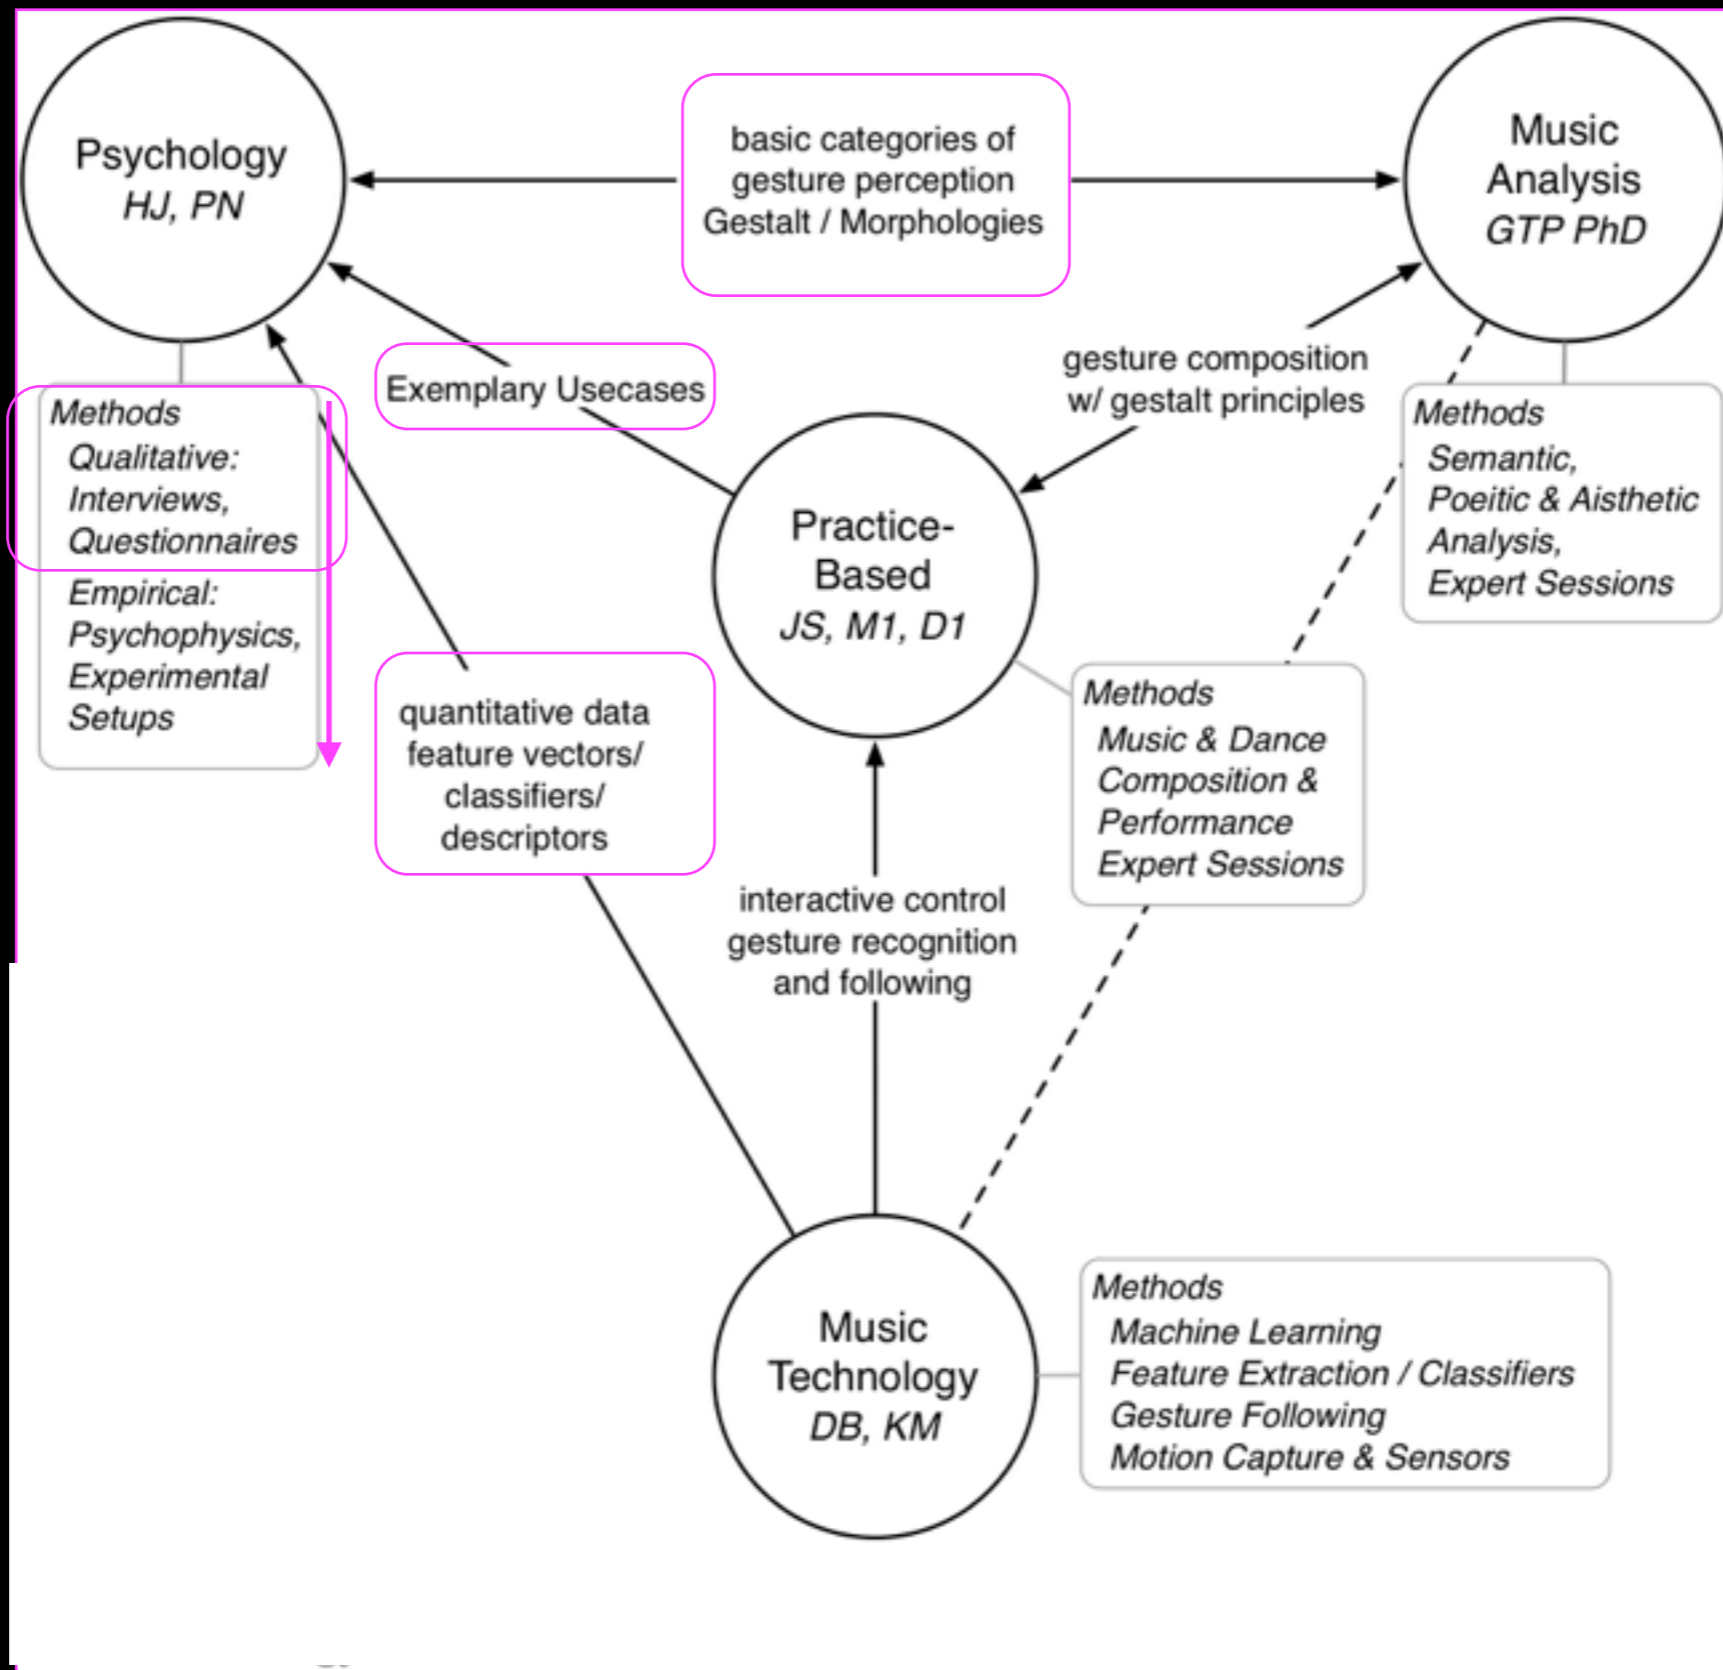 Psychology
HJ, PN
basic categories of
gesture perception
Gestalt / Morphologies
Music
Analysis
GTP PhD
Exemplary Usecases
gesture composition
w/ gestalt principles
Methods
Qualitative:
Interviews,
Questionnaires
Empirical:
Psychophysics,
Experimental
Setups
Practice-
Based
JS, M1, D1
Methods
Semantic,
Poeitic & Aisthetic
Analysis,
Expert Sessions
quantitative data
feature vectors/
classifiers/
descriptors
Methods
Music & Dance
Composition &
Performance
Expert Sessions
interactive control
gesture recognition
and following
Music
Technology
DB, KM
Methods
Machine Learning
Feature Extraction / Classifiers
Gesture Following
Motion Capture & Sensors